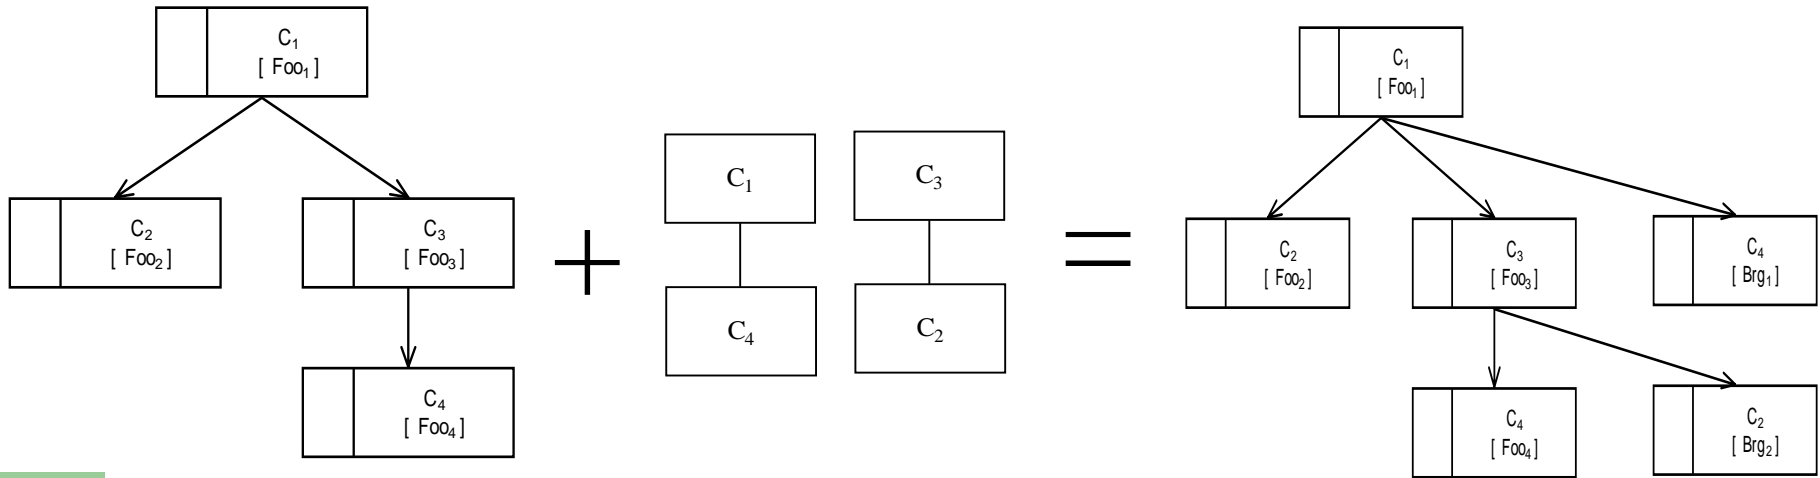 C₁
[ Foo₁ ]
C₂
[ Foo₂ ]
C₃
[ Foo₃ ]
C₄
[ Foo₄ ]
+
C₁
C₄
C₃
C₂
=
C₁
[ Foo₁ ]
C₂
[ Foo₂ ]
C₃
[ Foo₃ ]
C₄
[ Brg₁ ]
C₄
[ Foo₄ ]
C₂
[ Brg₂ ]